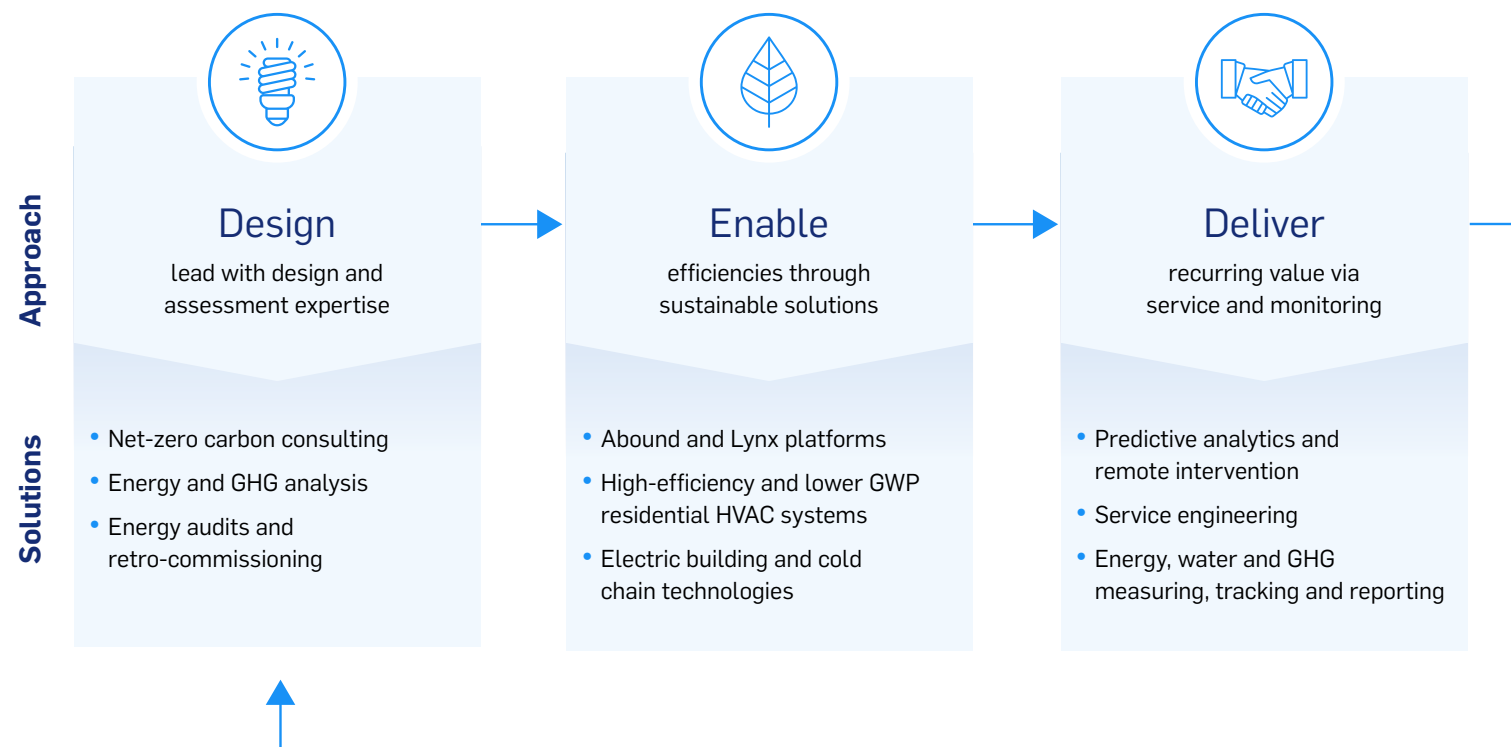 Approach
Design
lead with design and
assessment expertise
Enable
efficiencies through
sustainable solutions
Deliver
recurring value via
service and monitoring
Solutions
• Net-zero carbon consulting
• Energy and GHG analysis
• Energy audits and
retro-commissioning
• Abound and Lynx platforms
• High-efficiency and lower GWP
residential HVAC systems
• Electric building and cold
chain technologies
• Predictive analytics and
remote intervention
• Service engineering
• Energy, water and GHG
measuring, tracking and reporting